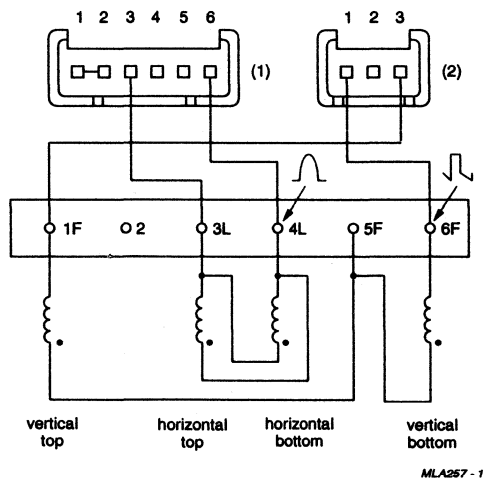 1 2 3 4 5 6
1 2 3
(1)
(2)
1F 2 3L 4L 5F 6F
vertical top
horizontal top
horizontal bottom
vertical bottom
MLA257 - 1